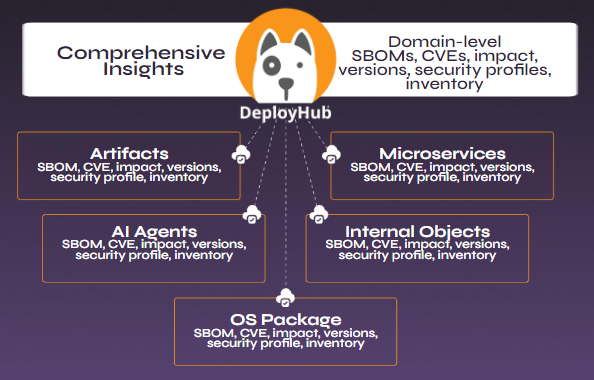 Comprehensive
Insights
Domain-level
SBOMs, CVEs, impact,
versions, security profiles,
inventory
DeployHub
Artifacts
SBOM, CVE, impact, versions,
security profile, inventory
Microservices
SBOM, CVE, impact, versions,
security profile, inventory
AI Agents
SBOM, CVE, impact, versions,
security profile, inventory
Internal Objects
SBOM, CVE, impact, versions,
security profile, inventory
OS Package
SBOM, CVE, impact, versions,
security profile, inventory